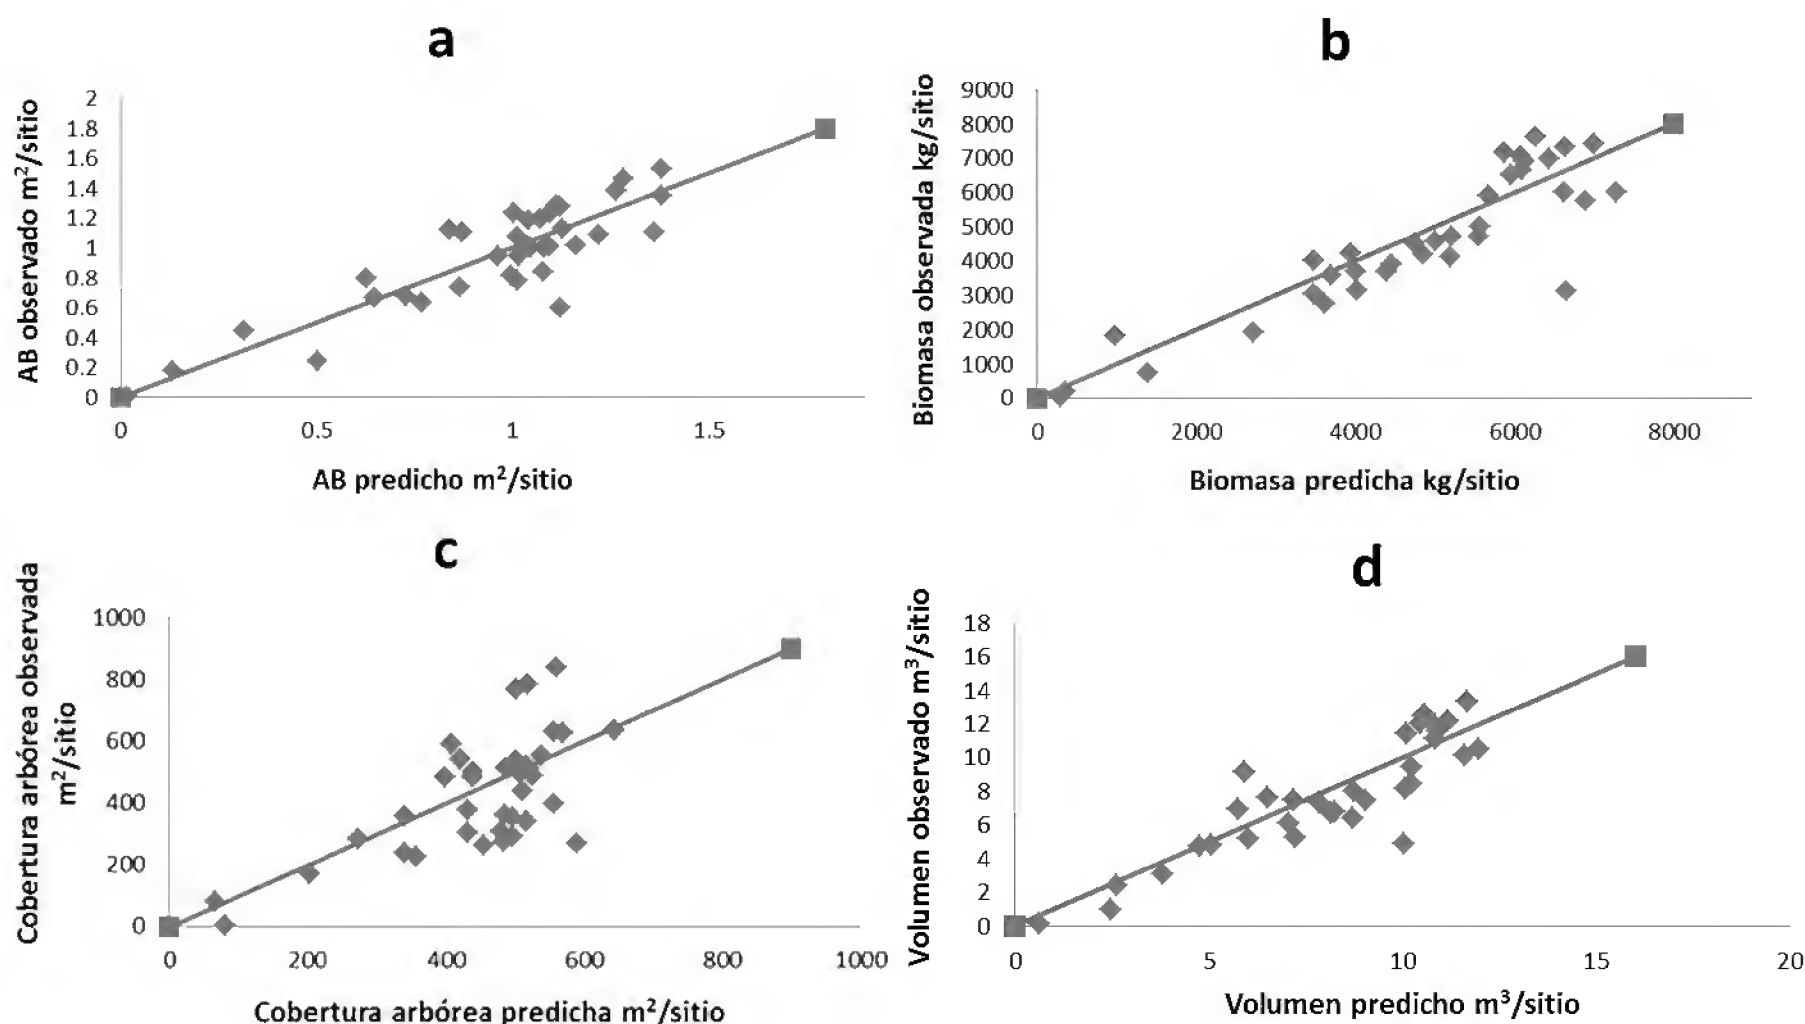 a
AB observado m²/sitio
2
1.8
1.6
1.4
1.2
1
0.8
0.6
0.4
0.2
0
0 0.5 1 1.5
AB predicho m²/sitio
b
Biomasa observada kg/sitio
9000
8000
7000
6000
5000
4000
3000
2000
1000
0
0 2000 4000 6000 8000
Biomasa predicha kg/sitio
c
Cobertura arbórea observada
m²/sitio
1000
800
600
400
200
0
0 200 400 600 800 1000
Cobertura arbórea predicha m²/sitio
d
Volumen observado m³/sitio
18
16
14
12
10
8
6
4
2
0
0 5 10 15 20
Volumen predicho m³/sitio